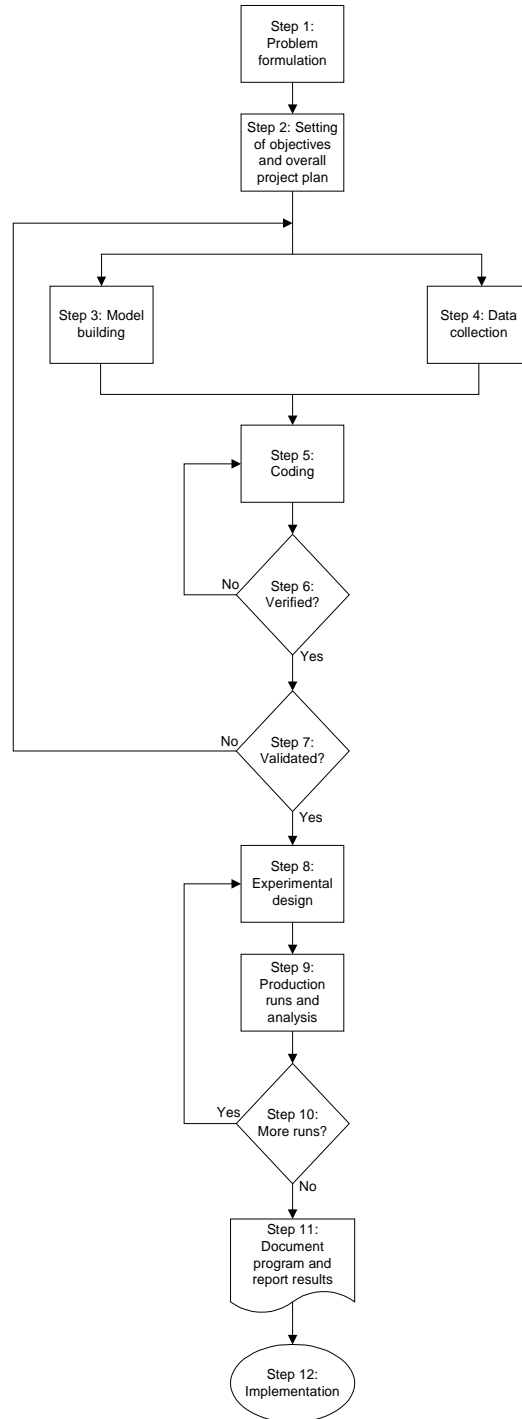 Step 1:
Problem
formulation
Step 2: Setting
of objectives
and overall
project plan
Step 3: Model
building
Step 4: Data
collection
Step 5:
Coding
No
Step 6:
Verified?
Yes
No
Step 7:
Validated?
Yes
Step 8:
Experimental
design
Step 9:
Production
runs and
analysis
Yes
Step 10:
More runs?
No
Step 11:
Document
program and
report results
Step 12:
Implementation